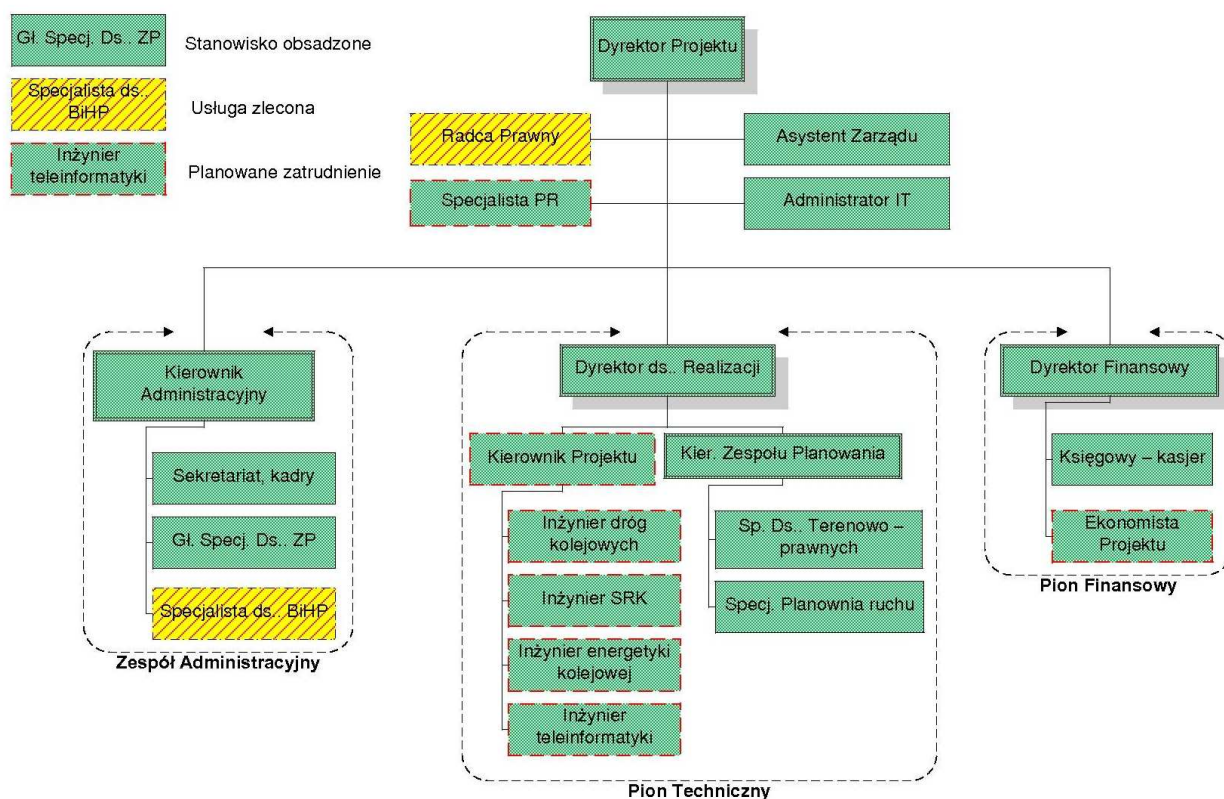 Gł. Specj. Ds.. ZP
Stanowisko obsadzone
Specjalista ds..
BiHP
Usługa zlecona
Inżynier
teleinformatyki
Planowane zatrudnienie
Dyrektor Projektu
Radca Prawny
Asystent Zarządu
Specjalista PR
Administrator IT
Kierownik
Administracyjny
Sekretariat, kadry
Gł. Specj. Ds.. ZP
Specjalista ds.. BiHP
Zespół Administracyjny
Dyrektor ds.. Realizacji
Kierownik Projektu
Kier. Zespołu Planowania
Inżynier dróg
kolejowych
Inżynier SRK
Inżynier energetyki
kolejowej
Inżynier
teleinformatyki
Sp. Ds.. Terenowo –
prawnych
Specj. Planownia ruchu
Pion Techniczny
Dyrektor Finansowy
Księgowy – kasjer
Ekonomista
Projektu
Pion Finansowy